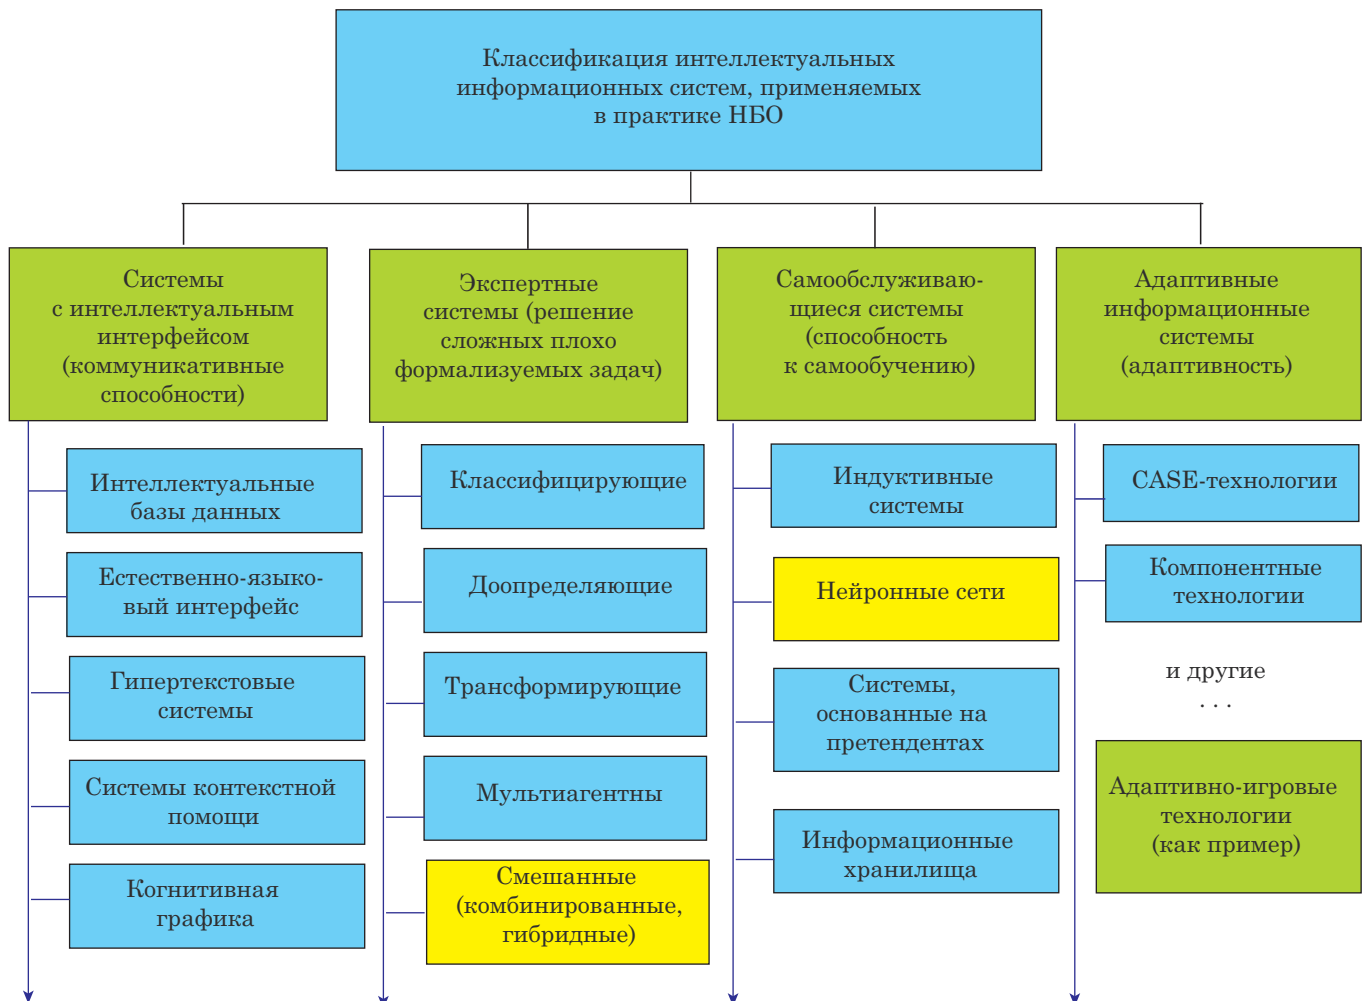 Классификация интеллектуальных
информационных систем, применяемых
в практике НБО
Системы
с интеллектуальным
интерфейсом
(коммуникативные
способности)
Интеллектуальные
базы данных
Естественно-языко-
вый интерфейс
Гипертекстовые
системы
Системы контекстной
помощи
Когнитивная
графика
Экспертные
системы (решение
сложных плохо
формализуемых задач)
Классифицирующие
Доопределяющие
Трансформирующие
Мультиагентны
Смешанные
(комбинированные,
гибридные)
Самообслуживаю-
щиеся системы
(способность
к самообучению)
Индуктивные
системы
Нейронные сети
Системы,
основанные на
претендентах
Информационные
хранилища
Адаптивные
информационные
системы
(адаптивность)
CASE-технологии
Компонентные
технологии
и другие
. . .
Адаптивно-игровые
технологии
(как пример)